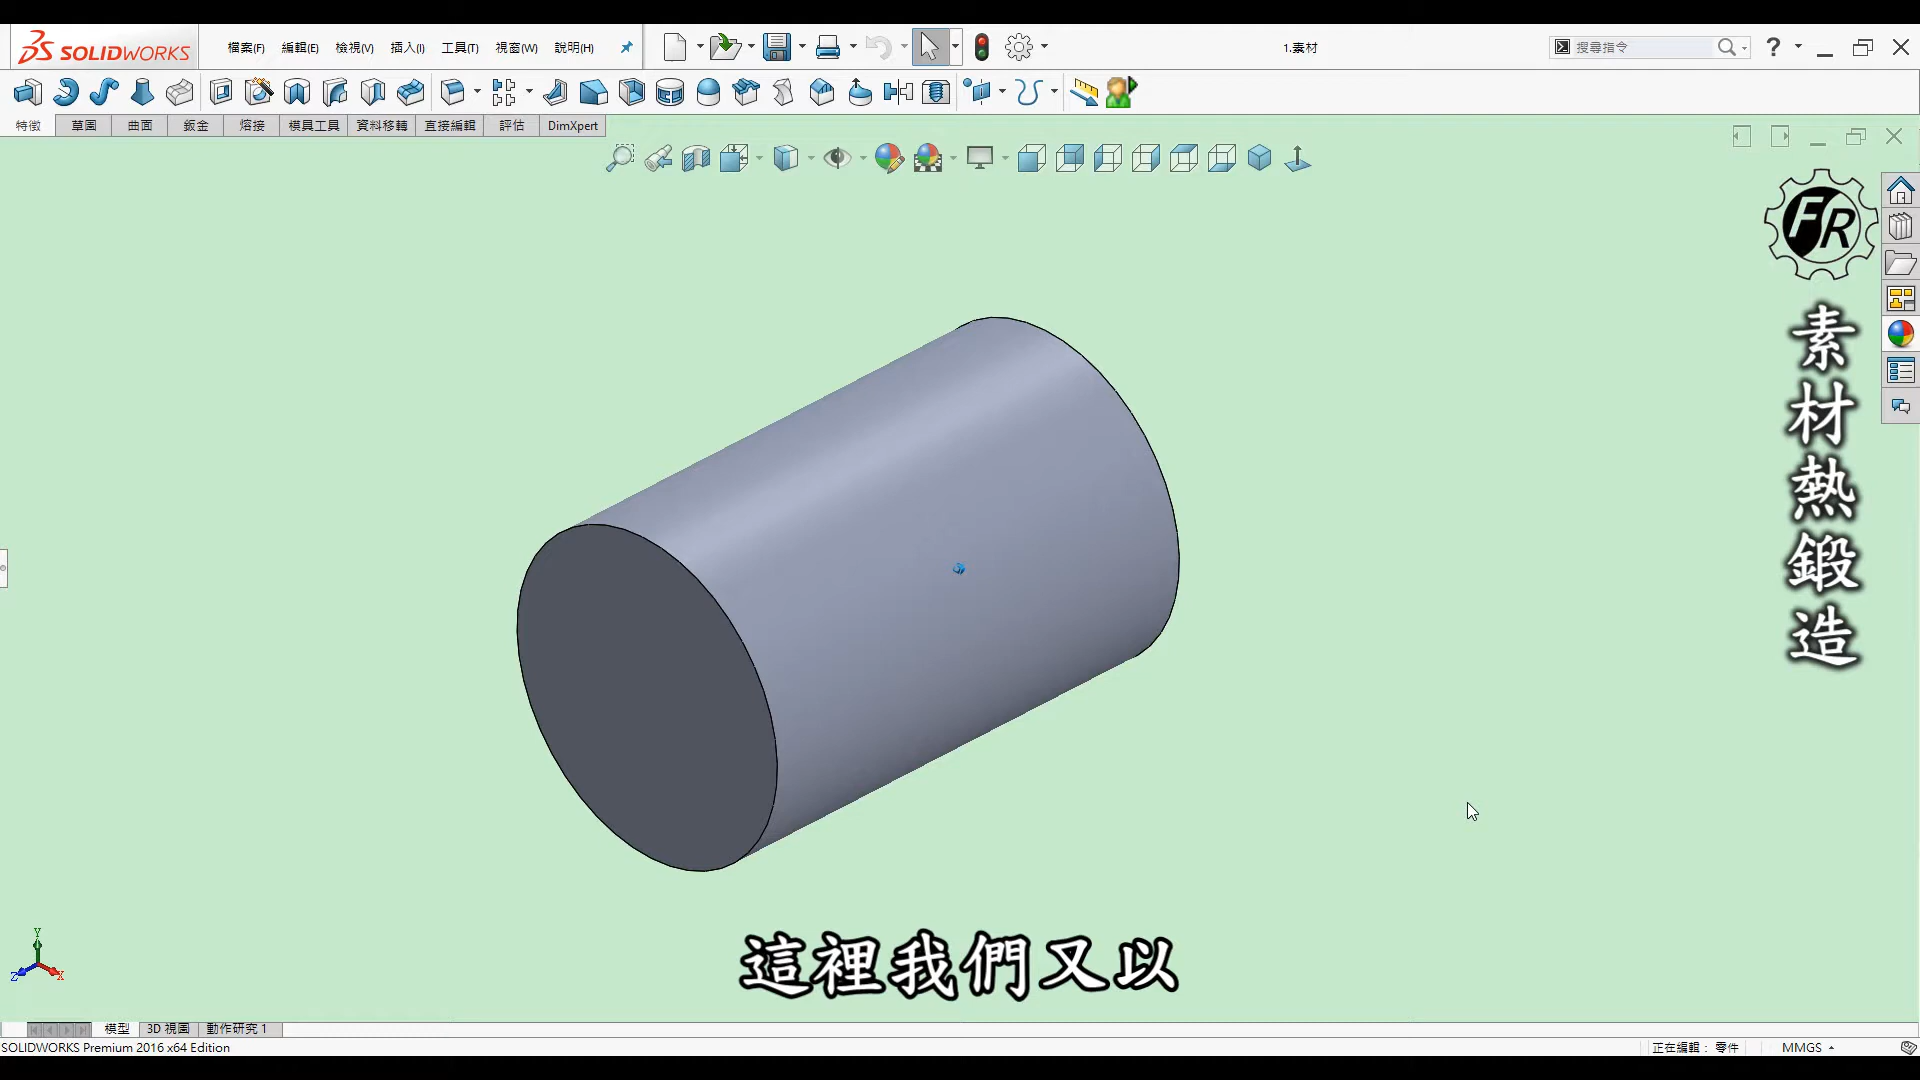 SOLIDWORKS 檔案(F) 編輯(E) 檢視(V) 插入(I) 工具(T) 視窗(W) 說明(H) 1.素材 搜尋指令 ?
特徵 草圖 曲面 鈑金 熔接 模具工具 資料移轉 直接編輯 評估 DimXpert
FR
素材熱鍛造
這裡我們又以
Y
Z X
模型 3D 視圖 動作研究 1
SOLIDWORKS Premium 2016 x64 Edition 正在編輯： 零件 MMGS